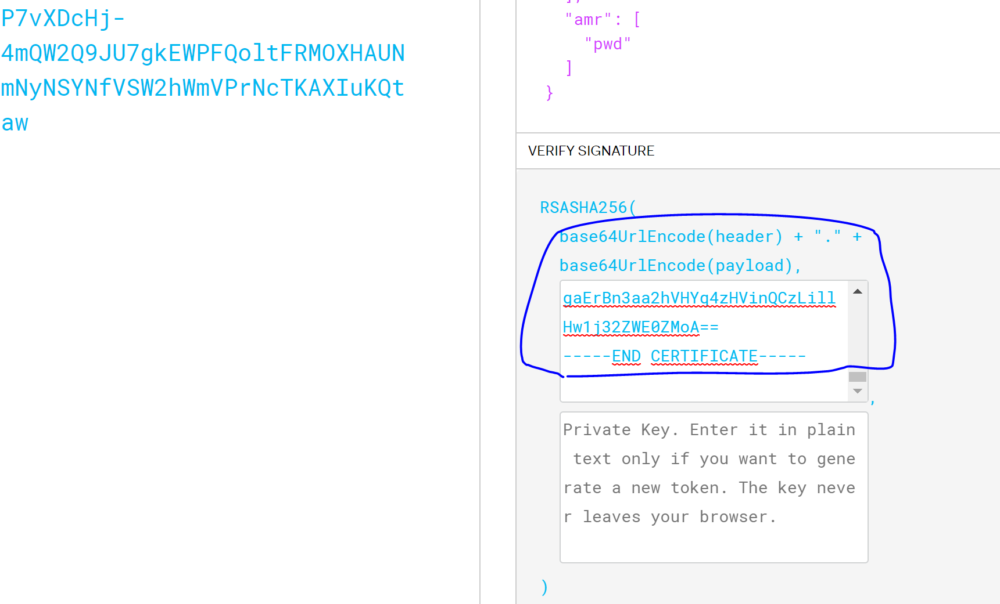 P7vXDcHj-
4mQW2Q9JU7gkEWPFQoltFRMOXHAUN
mNyNSYNfVSW2hWmVPrNcTKAXIuKQt
aw
"amr": [
"pwd"
]
}
VERIFY SIGNATURE
RSASHA256(
base64UrlEncode(header) + "." +
base64UrlEncode(payload),
gaErBn3aa2hVHYq4zHVinQCzLill
Hw1j32ZWE0ZMoA==
-----END CERTIFICATE-----
,
Private Key. Enter it in plain
text only if you want to gene
rate a new token. The key neve
r leaves your browser.
)